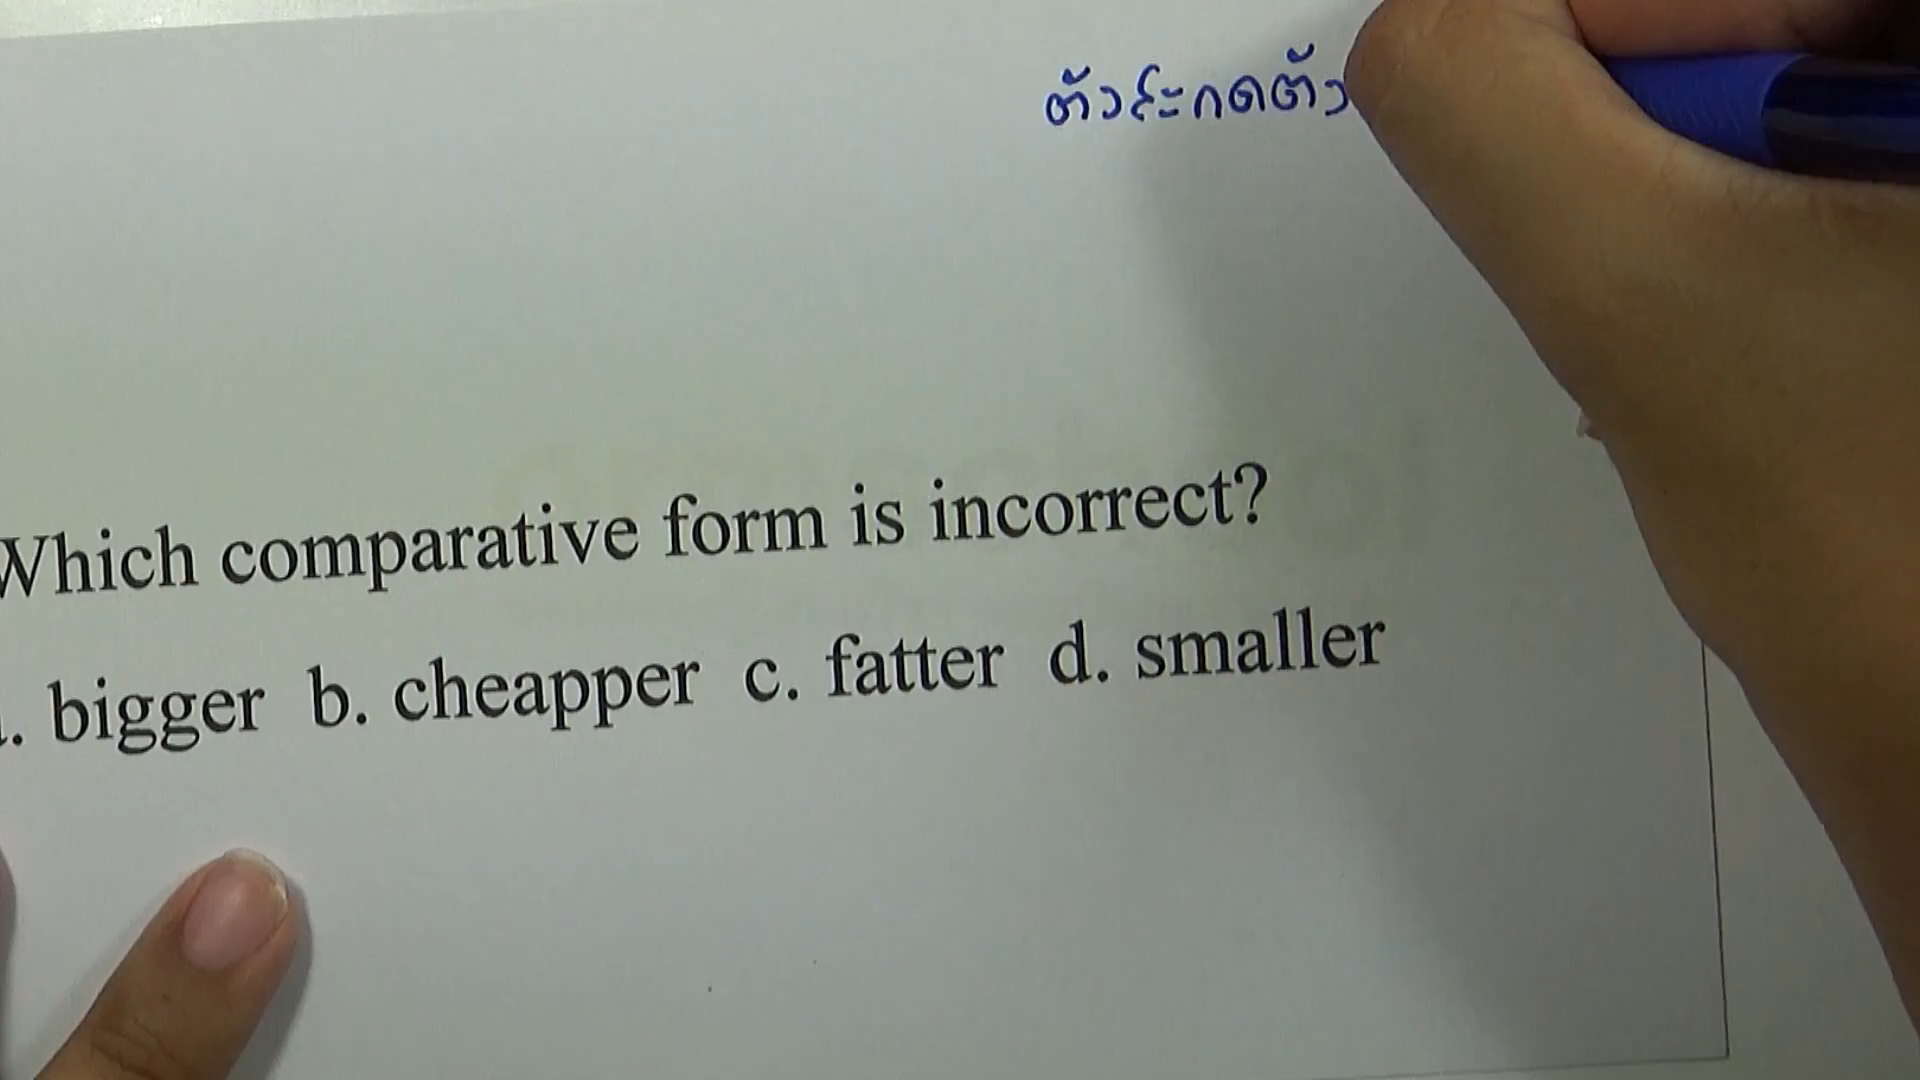 ตัวสะกดตัว
Which comparative form is incorrect?
. bigger b. cheapper c. fatter d. smaller